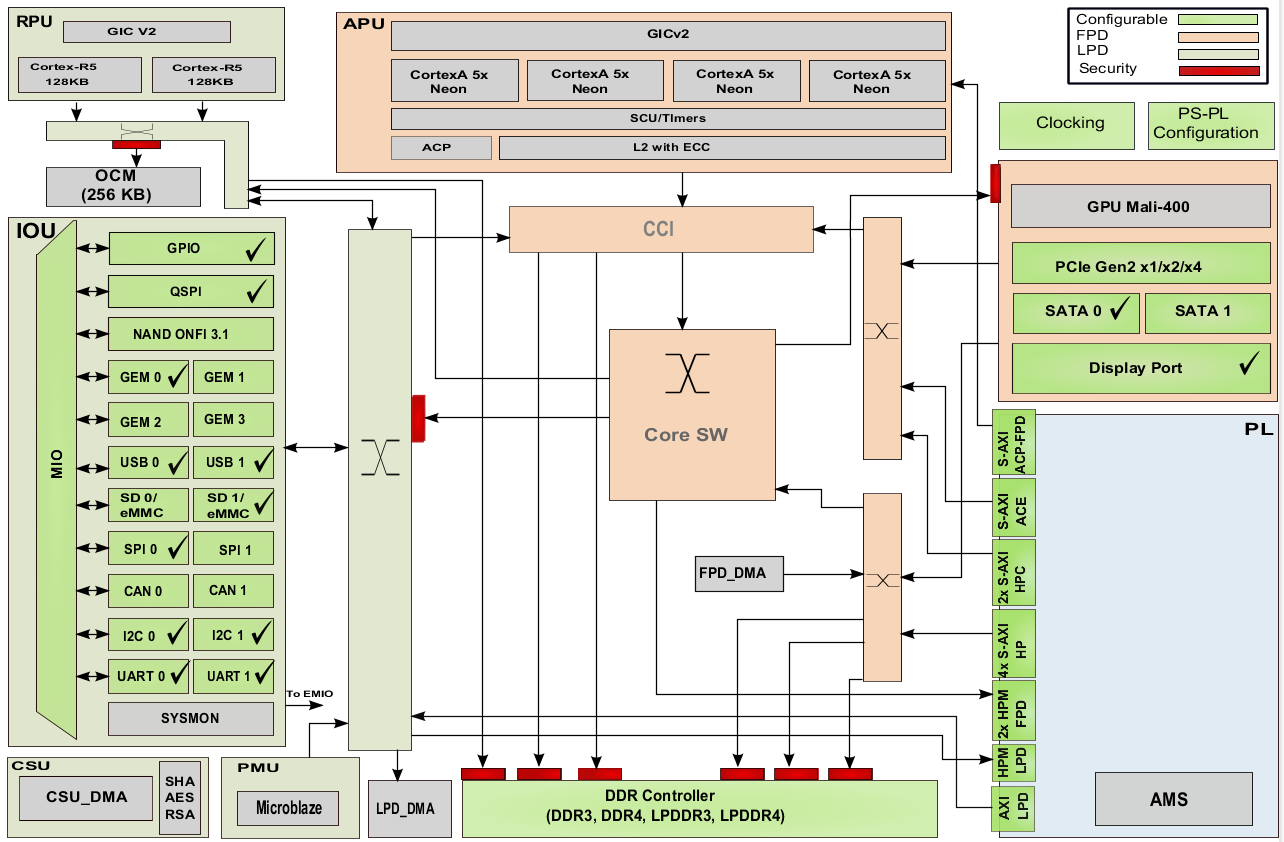 RPU
GIC V2
Cortex-R5
128KB
Cortex-R5
128KB
OCM
(256 KB)
APU
GICv2
CortexA 5x
Neon
CortexA 5x
Neon
CortexA 5x
Neon
CortexA 5x
Neon
SCU/TImers
ACP
L2 with ECC
Configurable
FPD
LPD
Security
Clocking
PS-PL
Configuration
GPU Mali-400
PCIe Gen2 x1/x2/x4
SATA 0
SATA 1
Display Port
CCI
Core SW
FPD_DMA
IOU
MIO
GPIO
QSPI
NAND ONFI 3.1
GEM 0
GEM 1
GEM 2
GEM 3
USB 0
USB 1
SD 0/
eMMC
SD 1/
eMMC
SPI 0
SPI 1
CAN 0
CAN 1
I2C 0
I2C 1
UART 0
UART 1
SYSMON
To EMIO
PL
S-AXI
ACP-FPD
S-AXI
ACE
2x S-AXI
HPC
4x S-AXI
HP
2x HPM
FPD
HPM
LPD
AXI
LPD
AMS
CSU
CSU_DMA
SHA
AES
RSA
PMU
Microblaze
LPD_DMA
DDR Controller
(DDR3, DDR4, LPDDR3, LPDDR4)